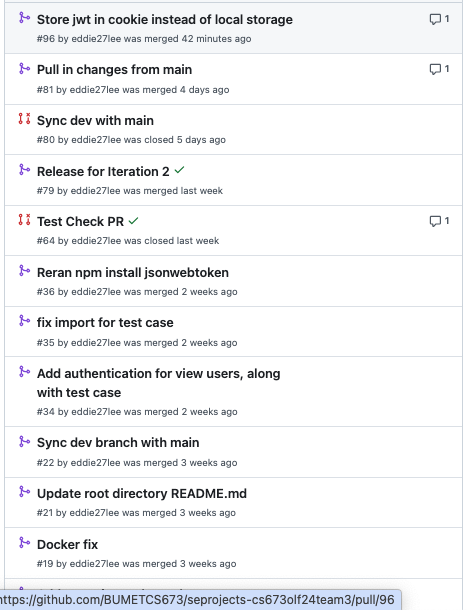 Store jwt in cookie instead of local storage
1
#96 by eddie27lee was merged 42 minutes ago
Pull in changes from main
1
#81 by eddie27lee was merged 4 days ago
Sync dev with main
#80 by eddie27lee was closed 5 days ago
Release for Iteration 2
#79 by eddie27lee was merged last week
Test Check PR
1
#64 by eddie27lee was closed last week
Reran npm install jsonwebtoken
#36 by eddie27lee was merged 2 weeks ago
fix import for test case
#35 by eddie27lee was merged 2 weeks ago
Add authentication for view users, along
with test case
#34 by eddie27lee was merged 2 weeks ago
Sync dev branch with main
#22 by eddie27lee was merged 3 weeks ago
Update root directory README.md
#21 by eddie27lee was merged 3 weeks ago
Docker fix
#19 by eddie27lee was merged 3 weeks ago
https://github.com/BUMETCS673/seprojects-cs673olf24team3/pull/96